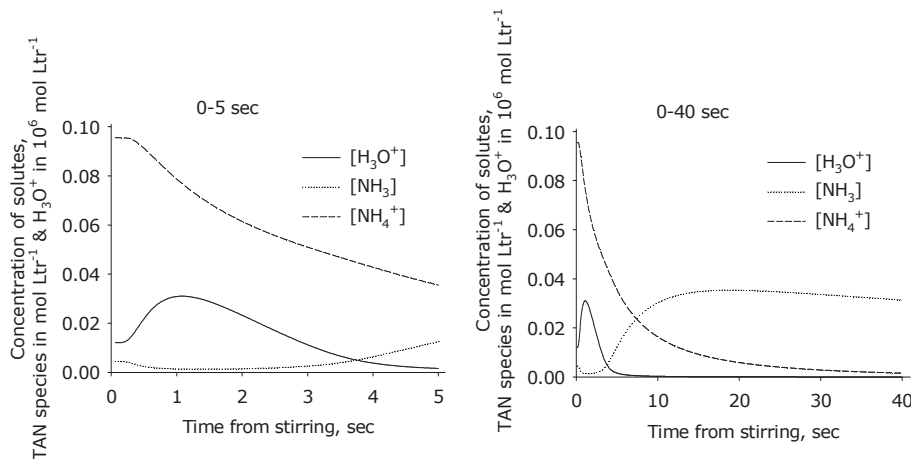 Concentration of solutes,
TAN species in mol Ltr⁻¹ & H₃O⁺ in 10⁶ mol Ltr⁻¹
0-5 sec
0.10
0.08
0.06
0.04
0.02
0.00
[H₃O⁺]
[NH₃]
[NH₄⁺]
0 1 2 3 4 5
Time from stirring, sec
Concentration of solutes,
TAN species in mol Ltr⁻¹ & H₃O⁺ in 10⁶ mol Ltr⁻¹
0-40 sec
0.10
0.08
0.06
0.04
0.02
0.00
[H₃O⁺]
[NH₃]
[NH₄⁺]
0 10 20 30 40
Time from stirring, sec